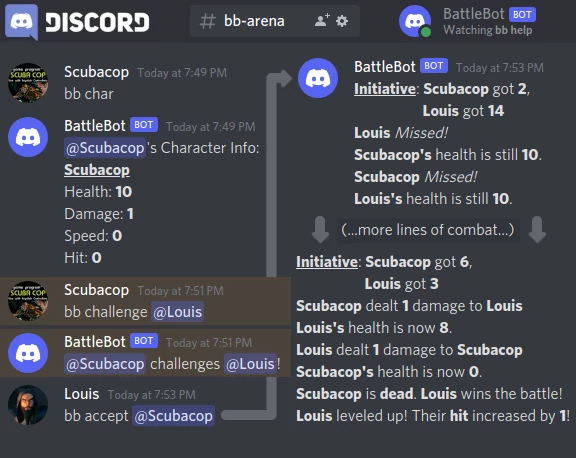 DISCORD
# bb-arena
BattleBot BOT
Watching bb help
Scubacop Today at 7:49 PM
bb char
BattleBot BOT Today at 7:49 PM
@Scubacop's Character Info:
Scubacop
Health: 10
Damage: 1
Speed: 0
Hit: 0
Scubacop Today at 7:51 PM
bb challenge @Louis
BattleBot BOT Today at 7:51 PM
@Scubacop challenges @Louis!
Louis Today at 7:53 PM
bb accept @Scubacop
BattleBot BOT Today at 7:53 PM
Initiative: Scubacop got 2,
Louis got 14
Louis Missed!
Scubacop's health is still 10.
Scubacop Missed!
Louis's health is still 10.
(...more lines of combat...)
Initiative: Scubacop got 6,
Louis got 3
Scubacop dealt 1 damage to Louis
Louis's health is now 8.
Louis dealt 1 damage to Scubacop
Scubacop's health is now 0.
Scubacop is dead. Louis wins the battle!
Louis leveled up! Their hit increased by 1!